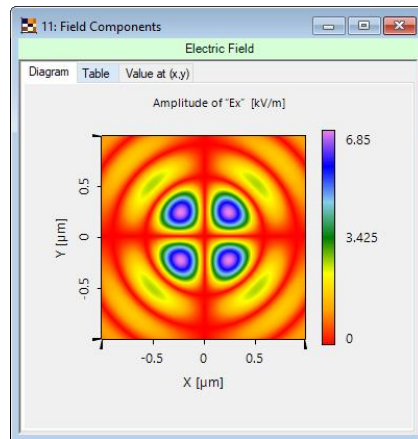 11: Field Components
Electric Field
Diagram Table Value at (x,y)
Amplitude of "Ex" [kV/m]
6.85
3.425
0
Y [µm]
0.5
0
-0.5
-0.5 0 0.5
X [µm]